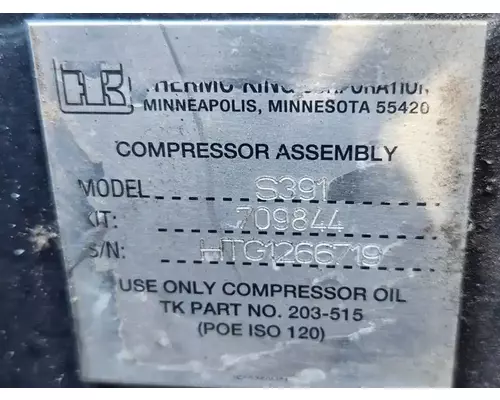 THERMO KING CORPORATION
MINNEAPOLIS, MINNESOTA 55420
COMPRESSOR ASSEMBLY
MODEL S391
KIT: 709844
S/N: HTG1266719
USE ONLY COMPRESSOR OIL
TK PART NO. 203-515
(POE ISO 120)